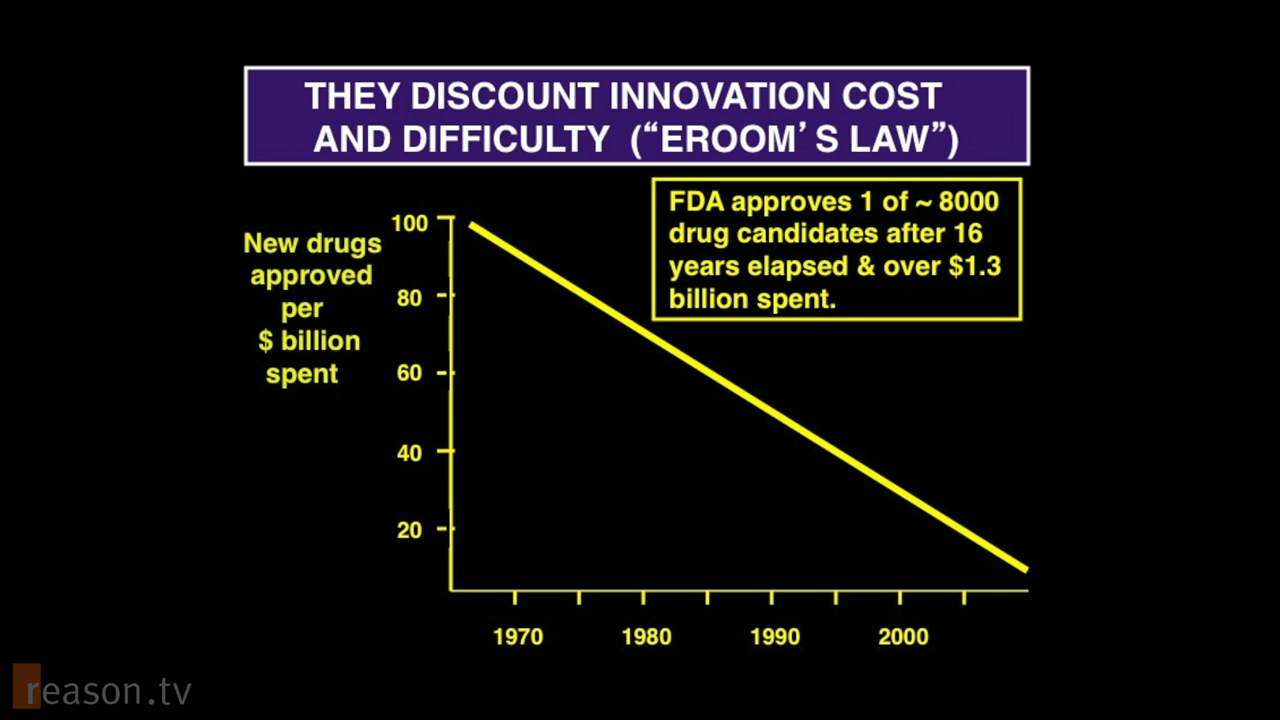 THEY DISCOUNT INNOVATION COST
AND DIFFICULTY (“EROOM’S LAW”)
FDA approves 1 of ~ 8000
drug candidates after 16
years elapsed & over $1.3
billion spent.
New drugs
approved
per
$ billion
spent
100
80
60
40
20
1970 1980 1990 2000
reason.tv